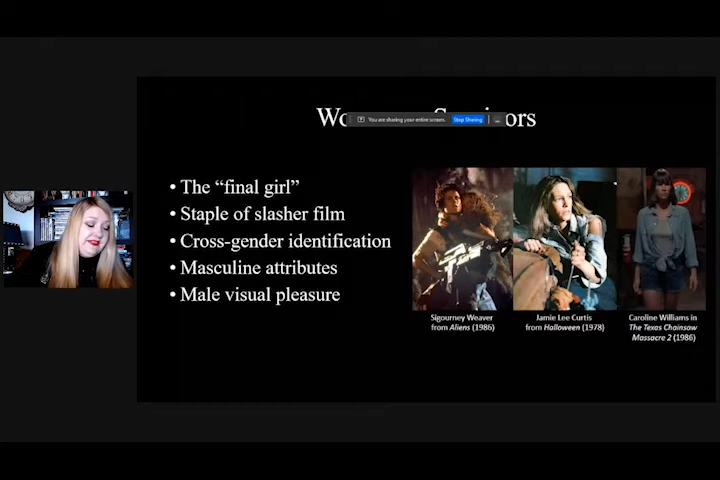 Wo
ors
You are sharing your entire screen.
Stop Sharing
• The “final girl”
• Staple of slasher film
• Cross-gender identification
• Masculine attributes
• Male visual pleasure
Sigourney Weaver
from Aliens (1986)
Jamie Lee Curtis
from Halloween (1978)
Caroline Williams in
The Texas Chainsaw
Massacre 2 (1986)